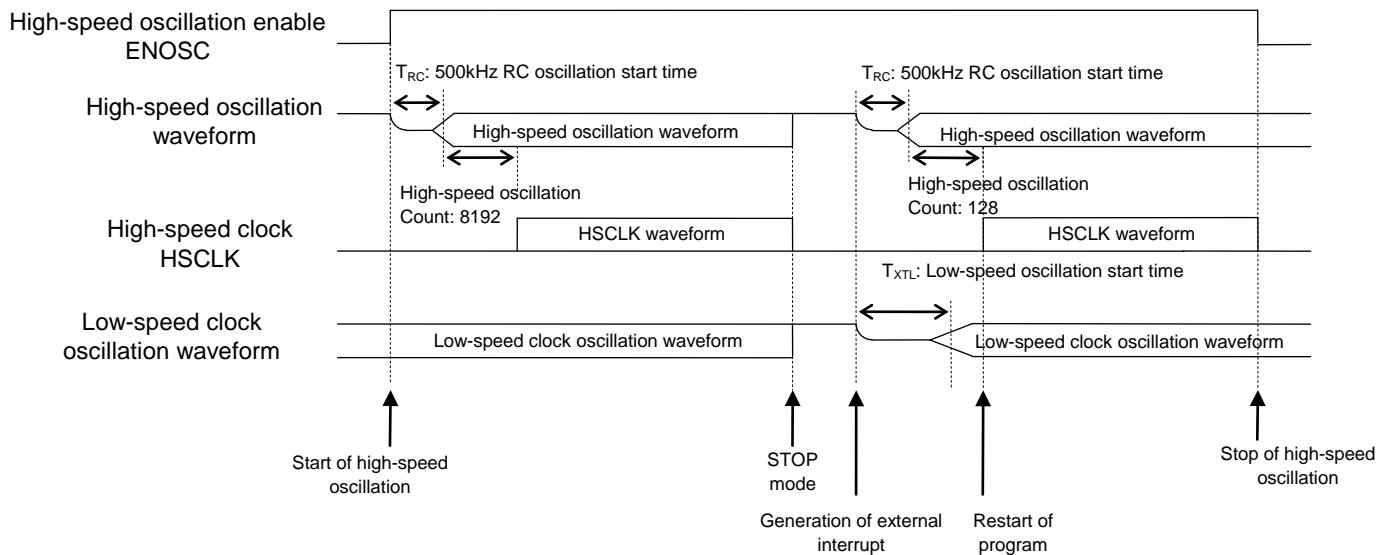 High-speed oscillation enable
ENOSC
T_RC: 500kHz RC oscillation start time
T_RC: 500kHz RC oscillation start time
High-speed oscillation
waveform
High-speed oscillation waveform
High-speed oscillation waveform
High-speed oscillation
Count: 8192
High-speed oscillation
Count: 128
High-speed clock
HSCLK
HSCLK waveform
HSCLK waveform
T_XTL: Low-speed oscillation start time
Low-speed clock
oscillation waveform
Low-speed clock oscillation waveform
Low-speed clock oscillation waveform
Start of high-speed
oscillation
STOP
mode
Generation of external
interrupt
Restart of
program
Stop of high-speed
oscillation